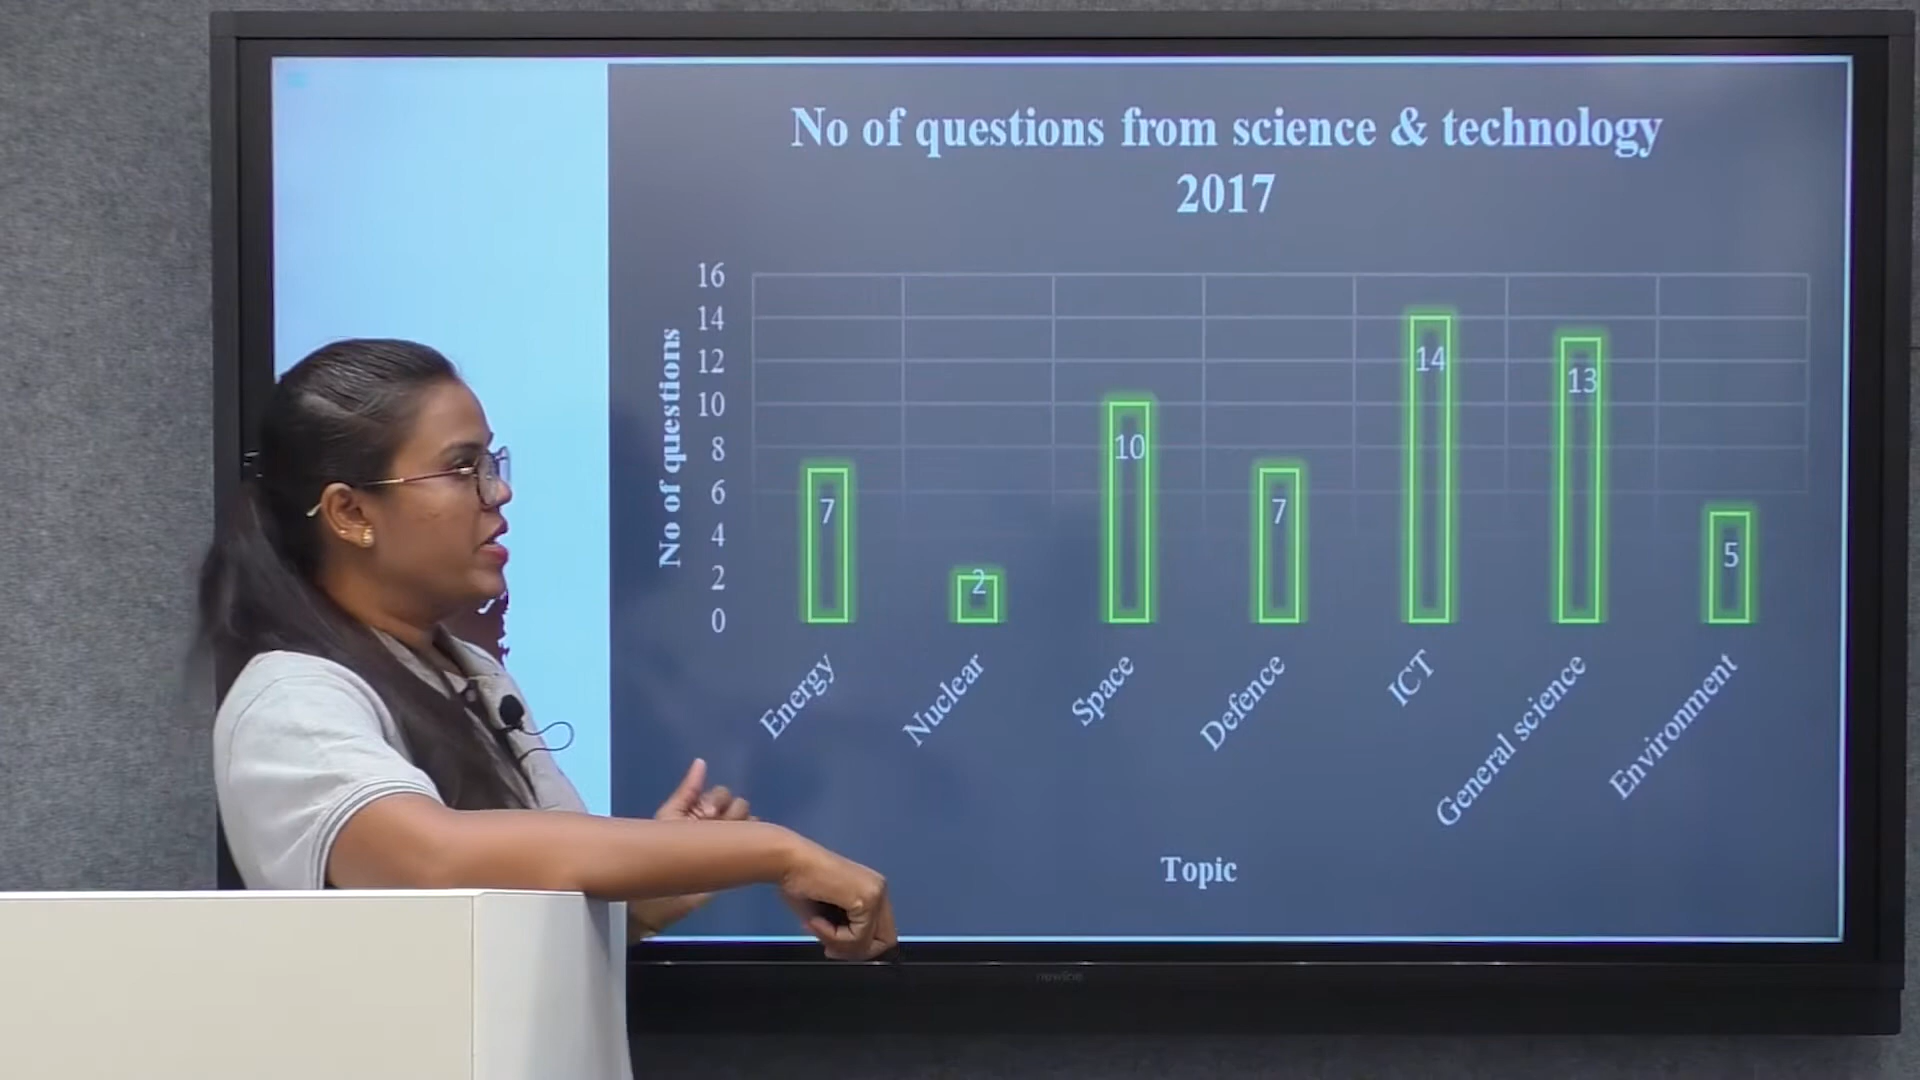 No of questions from science & technology
2017
No of questions
16
14
12
10
8
6
4
2
0
7
2
10
7
14
13
5
Energy
Nuclear
Space
Defence
ICT
General science
Environment
Topic
newline